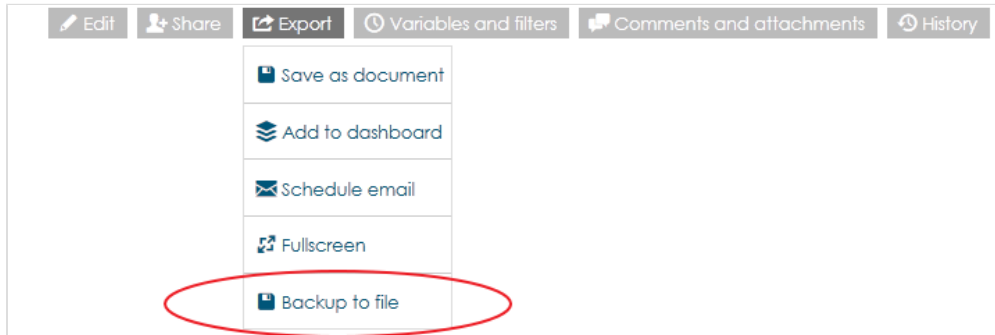 Edit Share Export Variables and filters Comments and attachments History
Save as document
Add to dashboard
Schedule email
Fullscreen
Backup to file